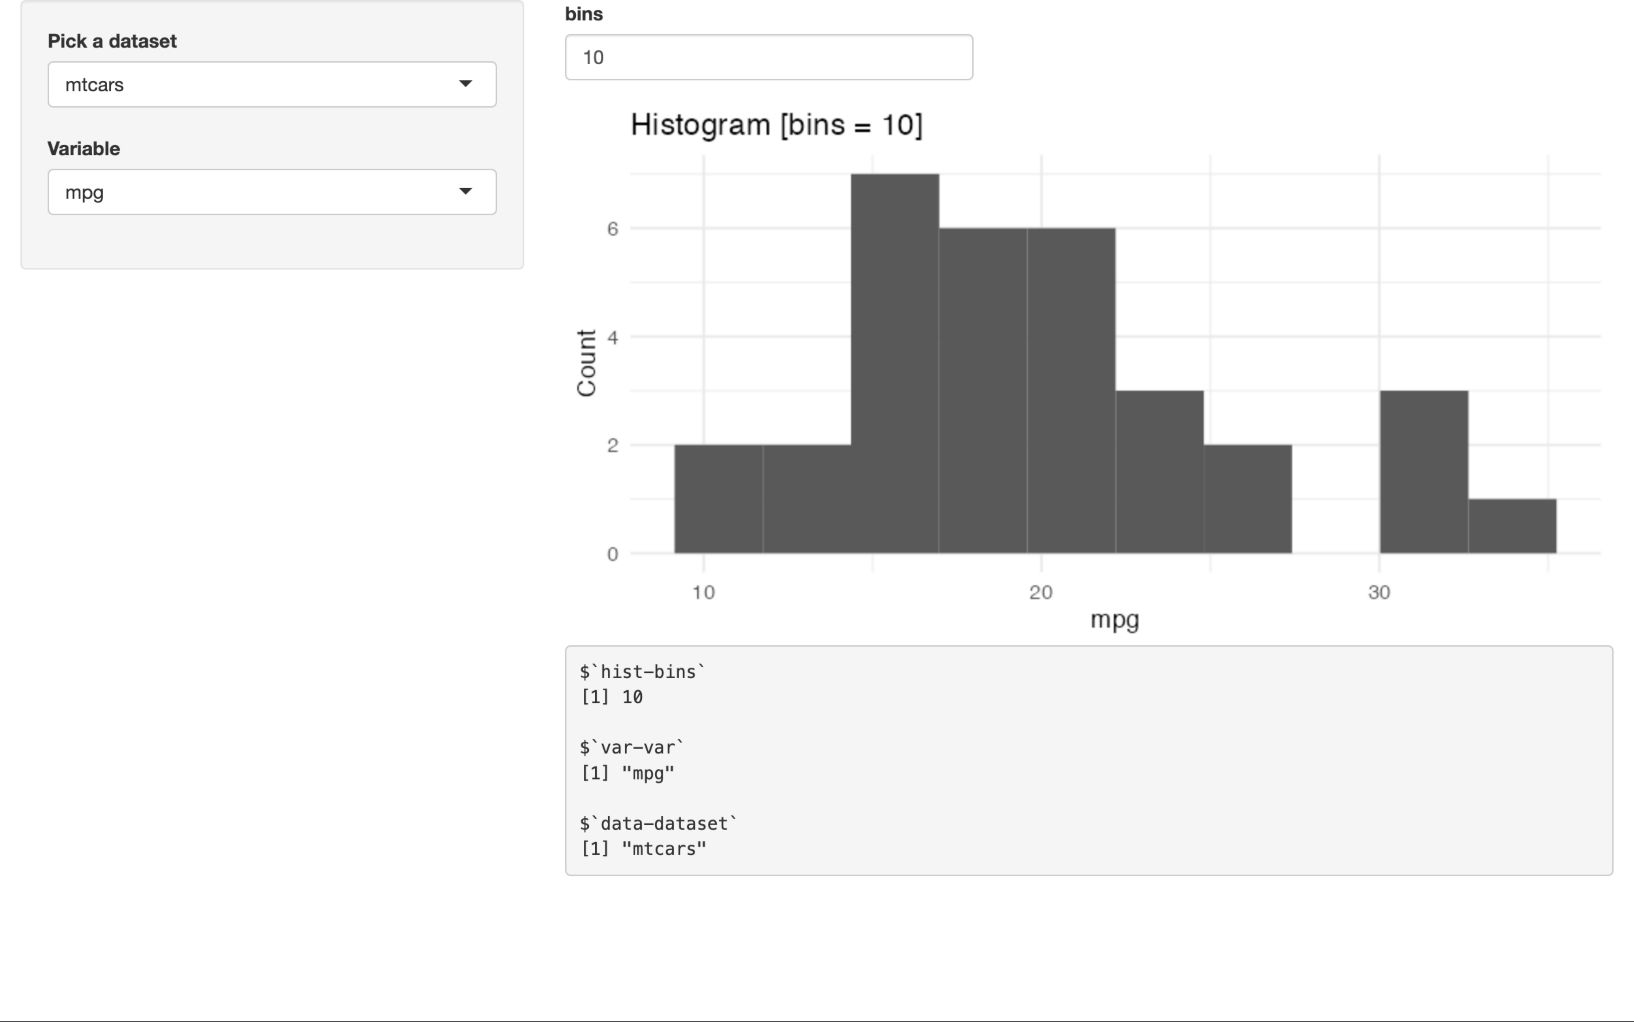 Pick a dataset
mtcars
Variable
mpg
bins
10
Histogram [bins = 10]
Count
6
4
2
0
10
20
30
mpg
$`hist-bins`
[1] 10
$`var-var`
[1] "mpg"
$`data-dataset`
[1] "mtcars"